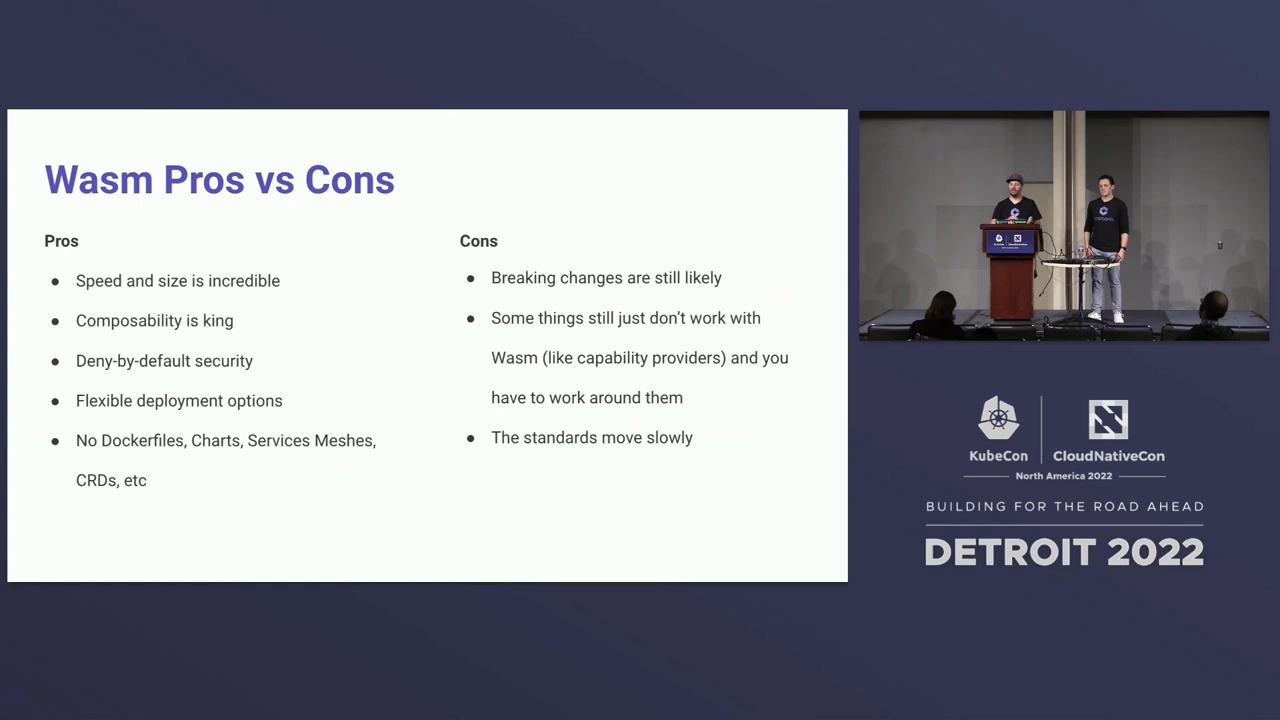 Wasm Pros vs Cons
Pros
● Speed and size is incredible
● Composability is king
● Deny-by-default security
● Flexible deployment options
● No Dockerfiles, Charts, Services Meshes,
CRDs, etc
Cons
● Breaking changes are still likely
● Some things still just don’t work with
Wasm (like capability providers) and you
have to work around them
● The standards move slowly
KubeCon
CloudNativeCon
North America 2022
BUILDING FOR THE ROAD AHEAD
DETROIT 2022